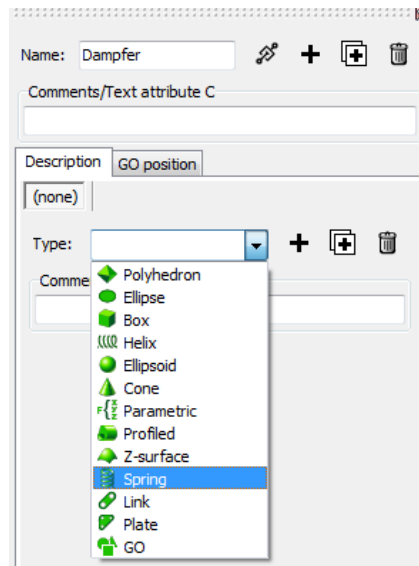 Name: Dampfer
Comments/Text attribute C
Description GO position
(none)
Type:
Comme
Polyhedron
Ellipse
Box
Helix
Ellipsoid
Cone
Parametric
Profiled
Z-surface
Spring
Link
Plate
GO